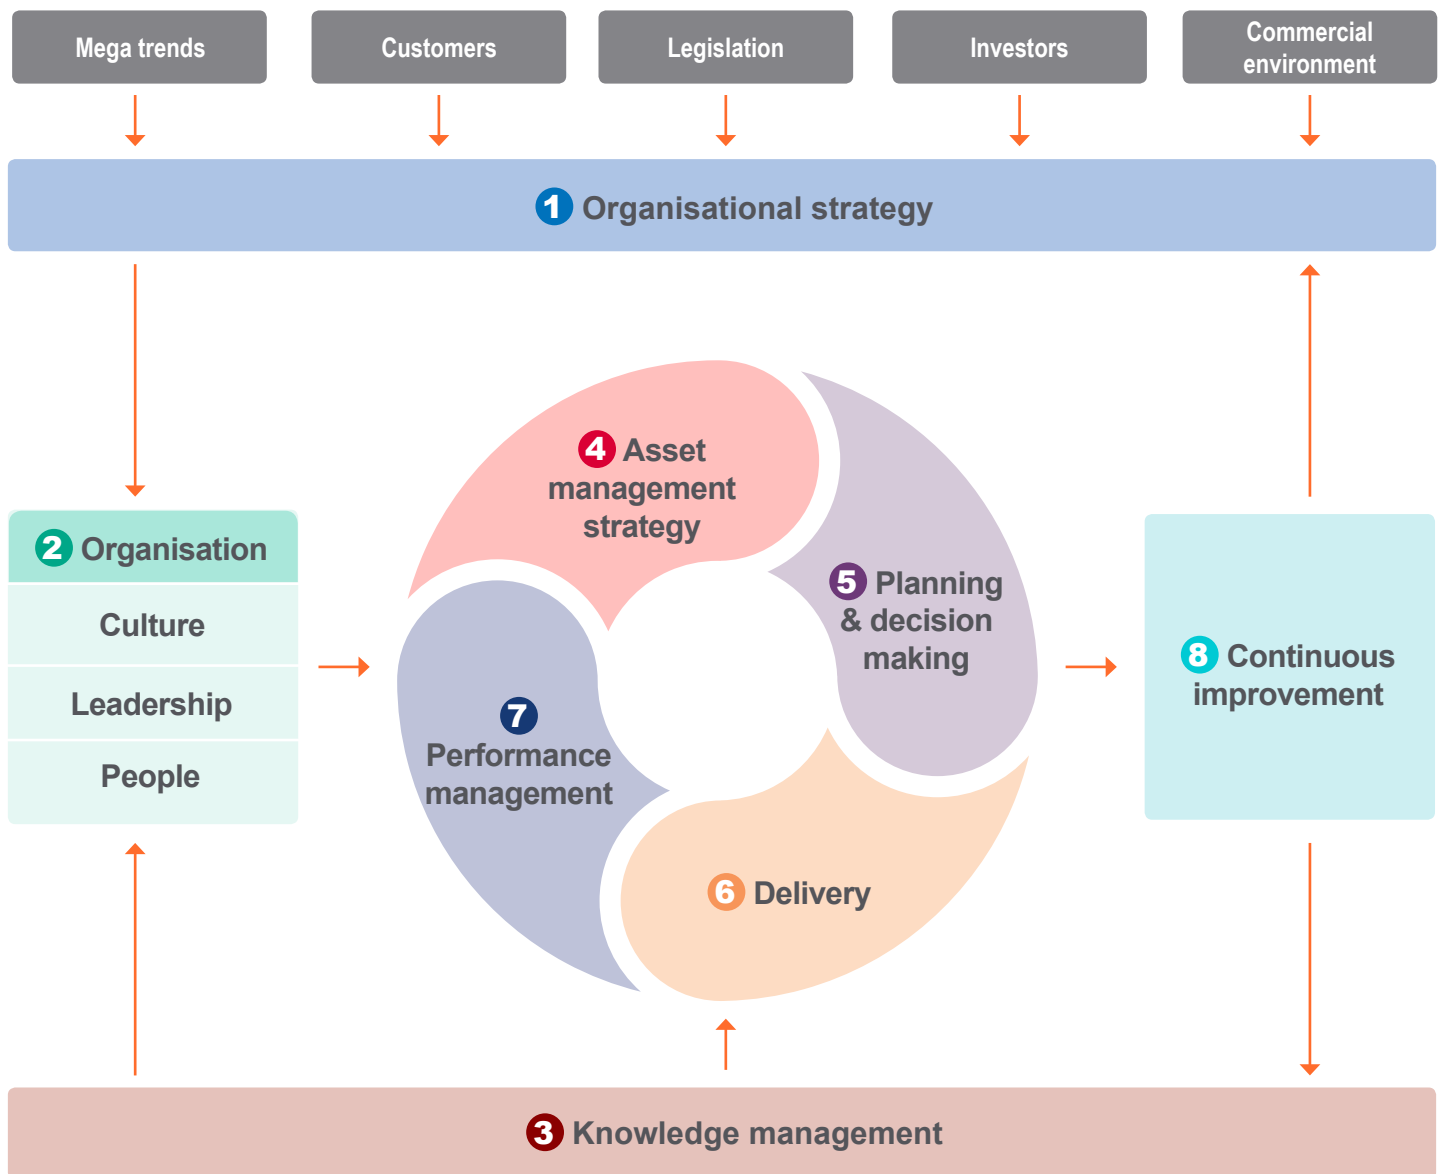 Mega trends
Customers
Legislation
Investors
Commercial
environment
1 Organisational strategy
4 Asset
management
strategy
2 Organisation
Culture
Leadership
People
5 Planning
& decision
making
8 Continuous
improvement
7
Performance
management
6 Delivery
3 Knowledge management